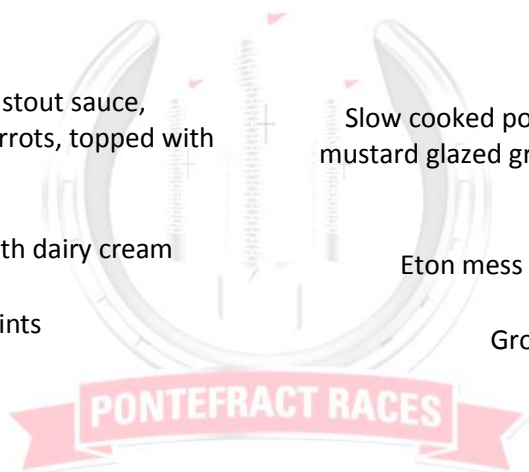 stout sauce,
rrots, topped with
th dairy cream
ints
Slow cooked po
mustard glazed gr
Eton mess
Gro
PONTEFRACT RACES